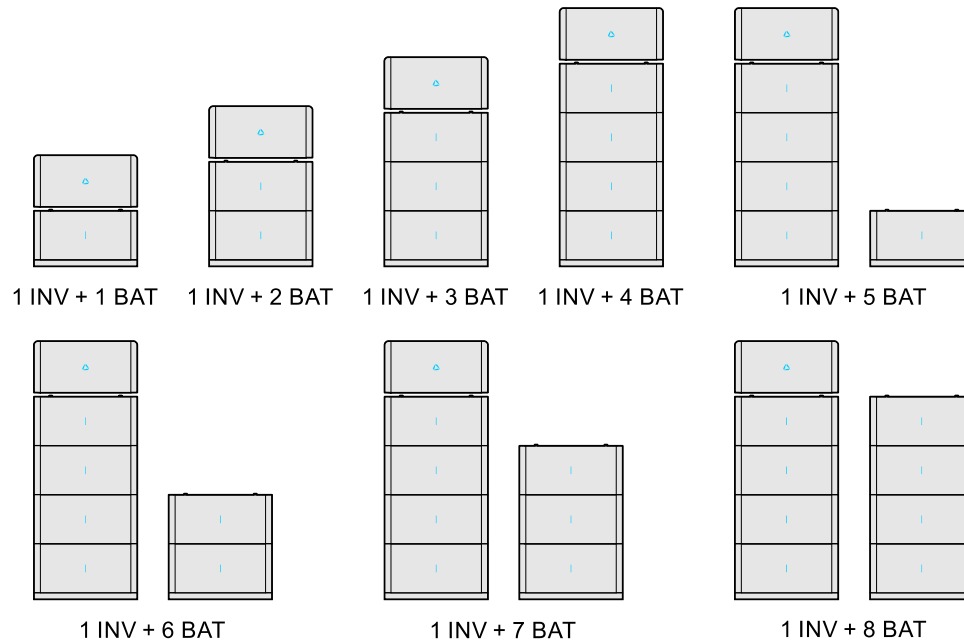 1 INV + 1 BAT
1 INV + 2 BAT
1 INV + 3 BAT
1 INV + 4 BAT
1 INV + 5 BAT
1 INV + 6 BAT
1 INV + 7 BAT
1 INV + 8 BAT